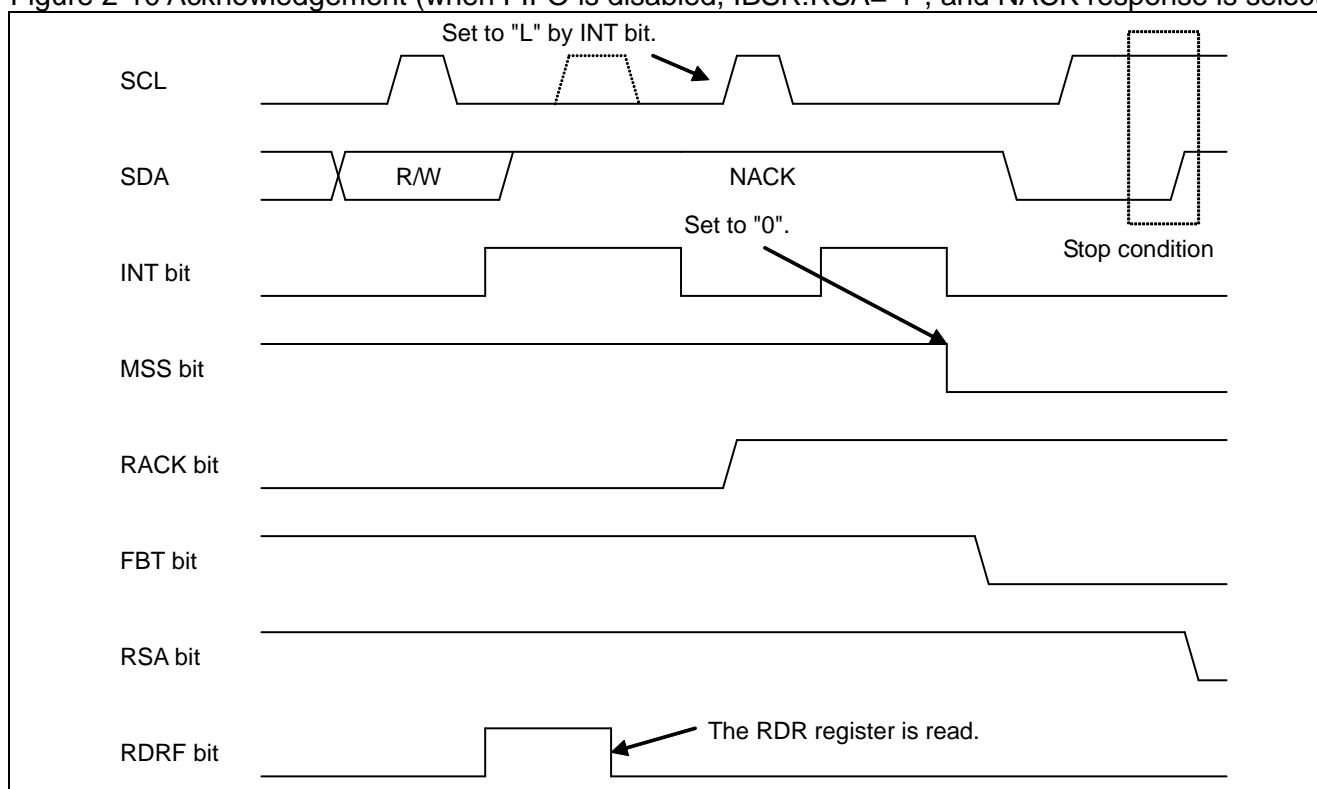 Figure 2-10 Acknowledgement (when FIFO is disabled, IBSR:RSA="1", and NACK response is select
Set to "L" by INT bit.
SCL
SDA
R/W
NACK
Set to "0".
Stop condition
INT bit
MSS bit
RACK bit
FBT bit
RSA bit
The RDR register is read.
RDRF bit